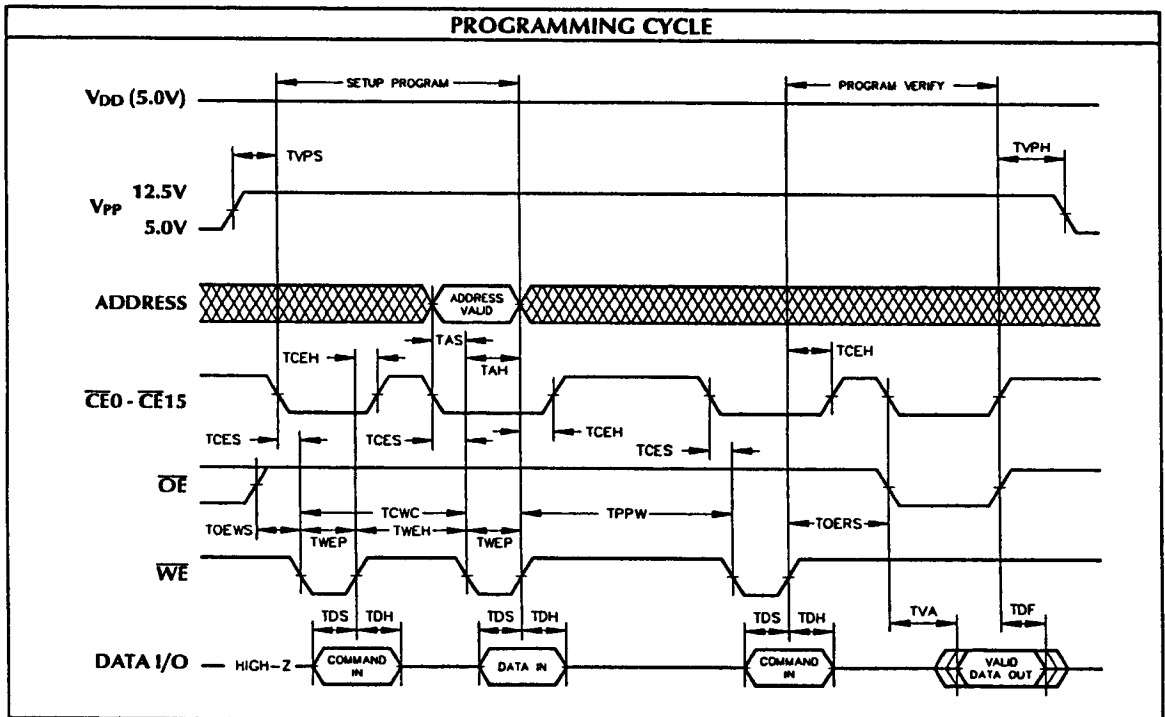 PROGRAMMING CYCLE
SETUP PROGRAM
PROGRAM VERIFY
VDD (5.0V)
TVPS
TVPH
12.5V
VPP
5.0V
ADDRESS
ADDRESS
VALID
TAS
TCEH
TAH
TCEH
CE0 - CE15
TCES
TCES
TCEH
TCES
OE
TCWC
TPPW
TOERS
TOEWS
TWEP
TWEH
TWEP
WE
TDS
TDH
TDS
TDH
TDS
TDH
TVA
TDF
DATA I/O
HIGH-Z
COMMAND
IN
DATA IN
COMMAND
IN
VALID
DATA OUT